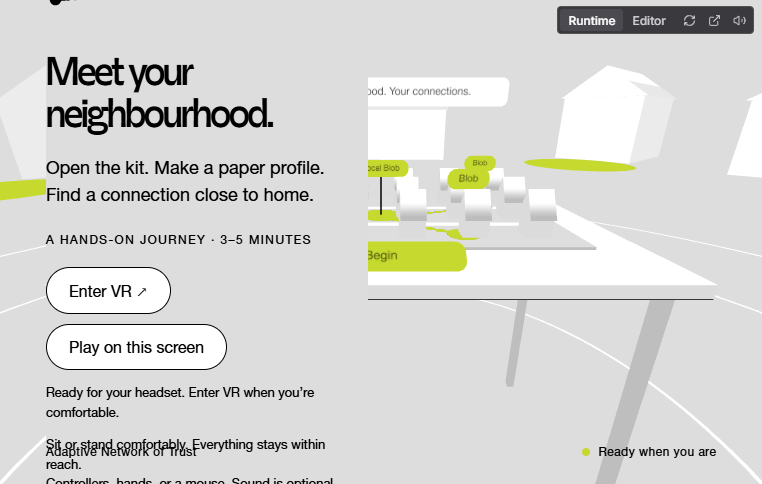 Runtime Editor
Meet your
neighbourhood.
Open the kit. Make a paper profile.
Find a connection close to home.
A HANDS-ON JOURNEY · 3–5 MINUTES
Enter VR ↗
Play on this screen
Ready for your headset. Enter VR when you’re
comfortable.
Sit or stand comfortably. Everything stays within
reach.
Adaptive Network of Trust
Controllers, hands, or a mouse. Sound is optional
ood. Your connections.
ocal Blob
Blob
Blob
Begin
Ready when you are